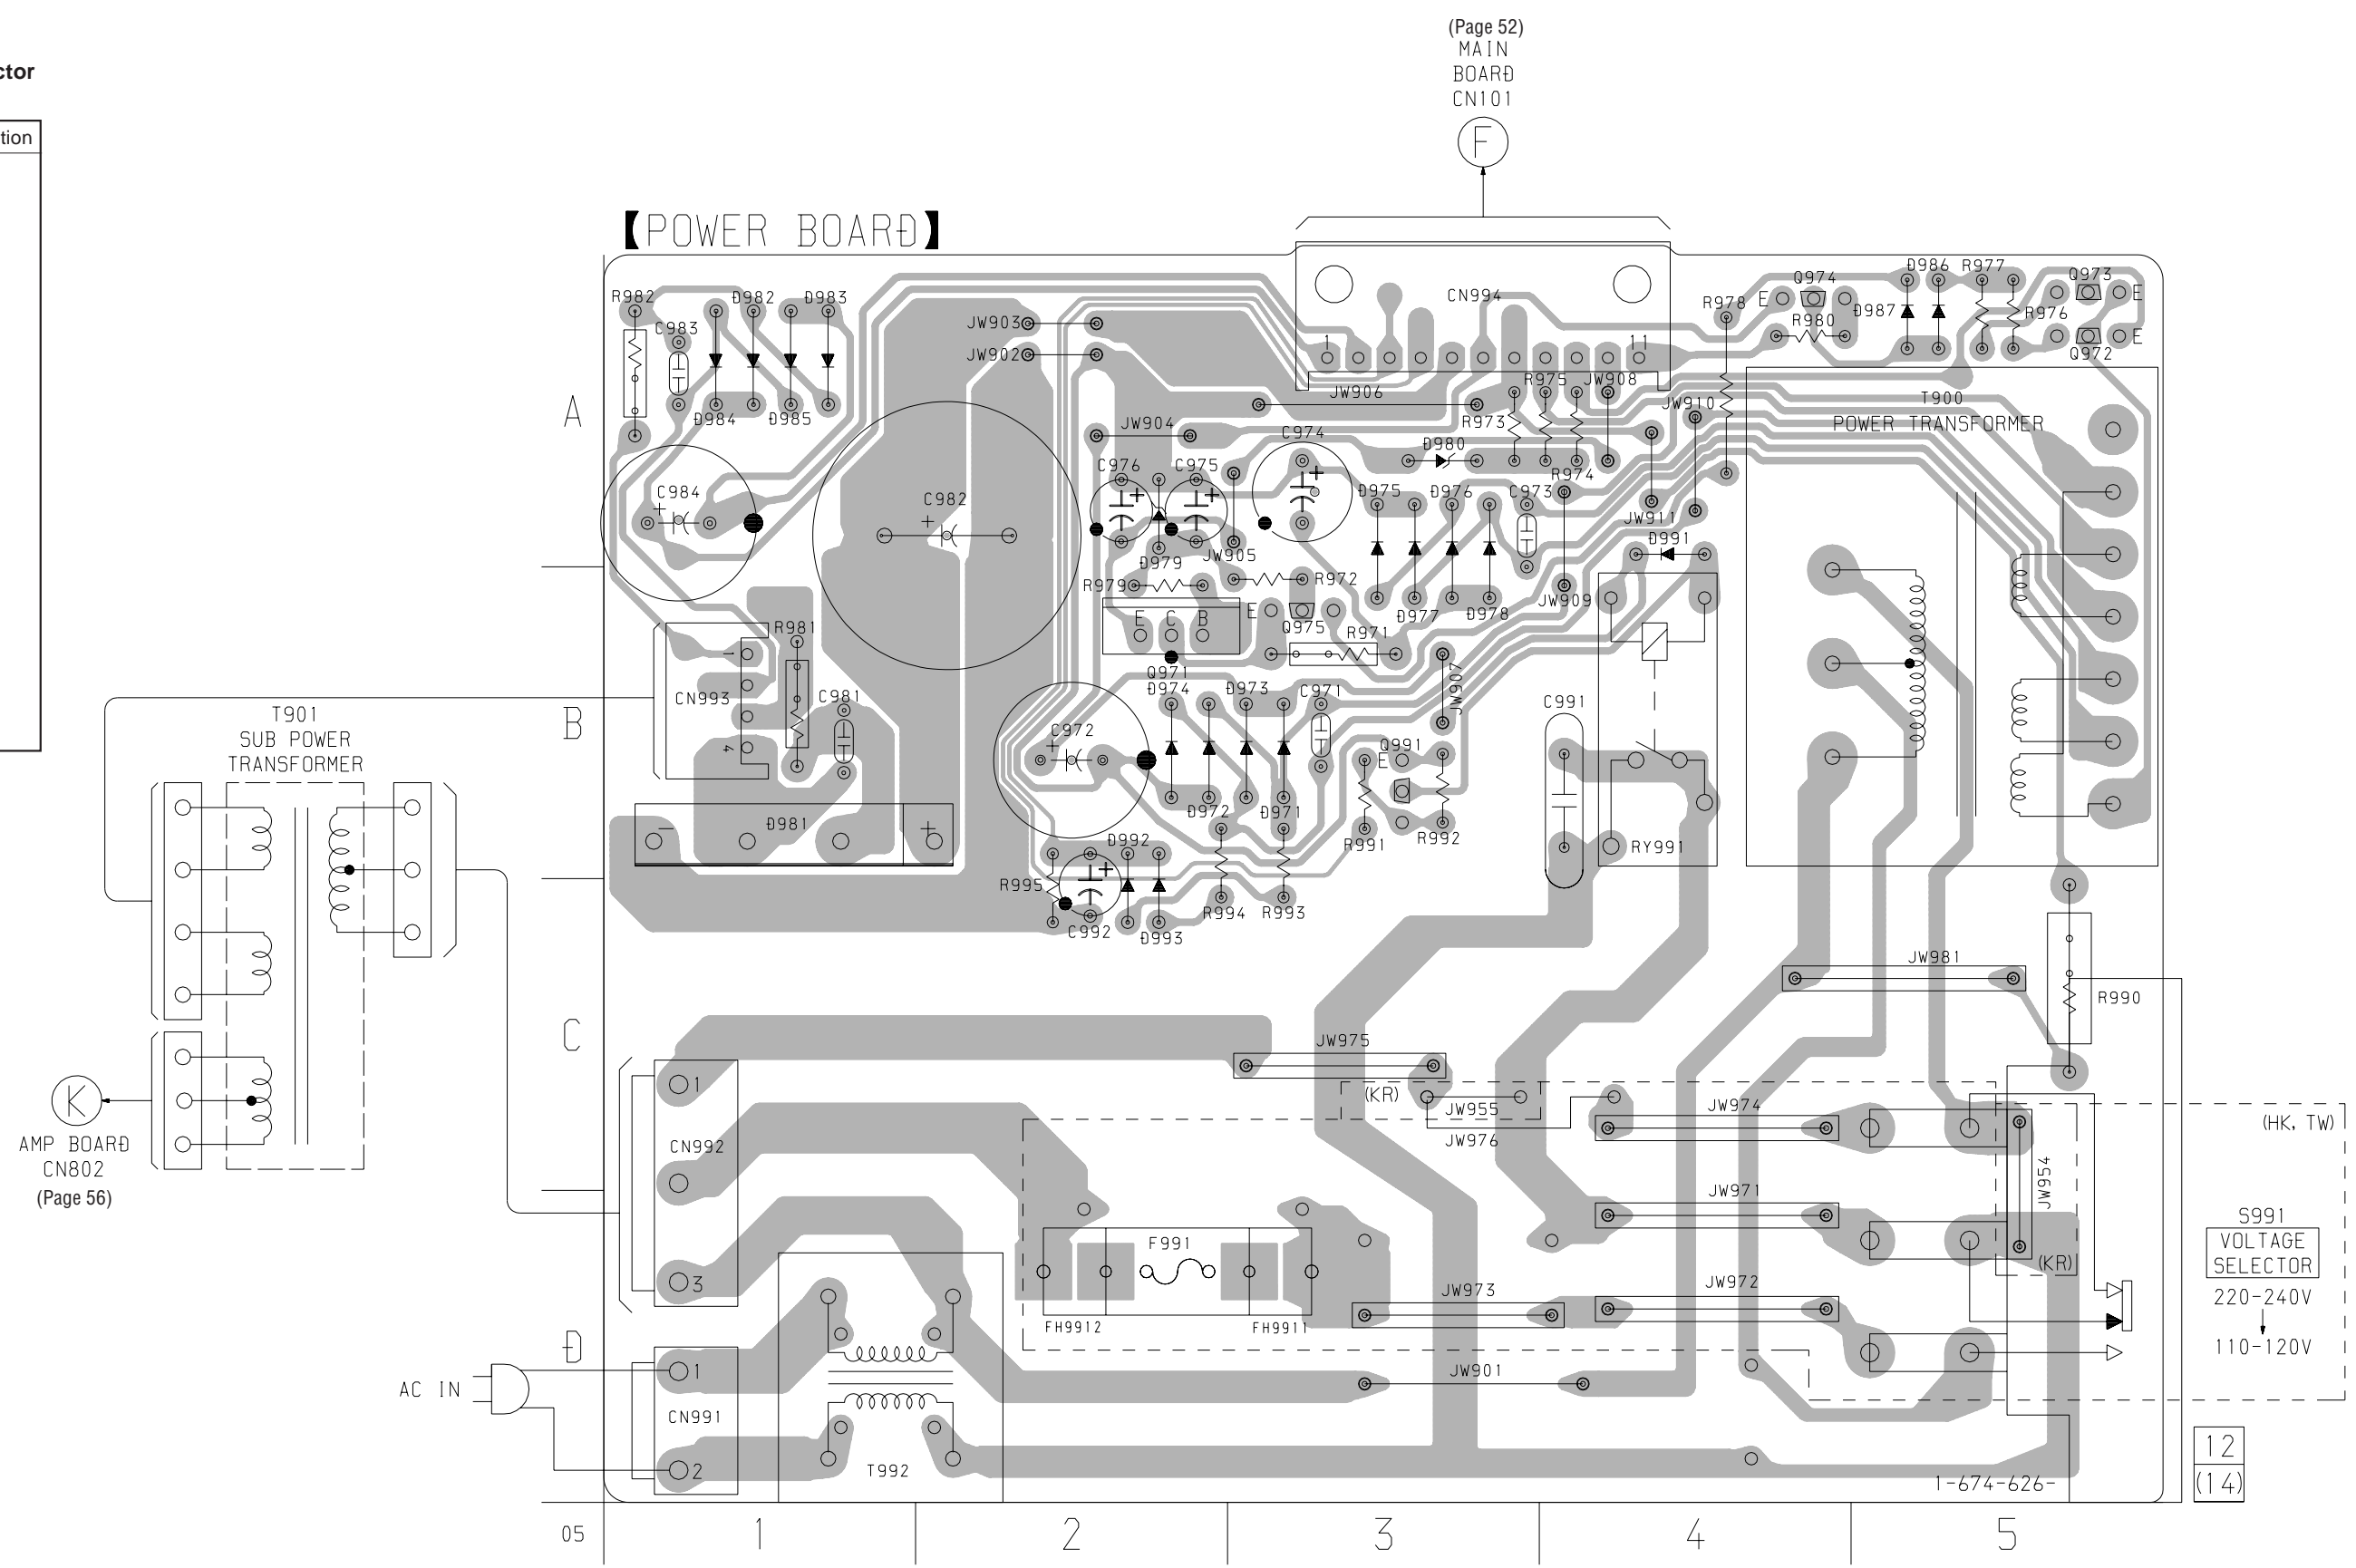 (Page 52)
MAIN
BOARD
CN101
F
ctor
tion
【POWER BOARD】
R982
C983
D982
D983
D984
D985
JW903
JW902
CN994
1
11
R978
E
Q974
D987
R980
D986
R977
Q973
E
R976
E
Q972
A
JW906
R975
JW908
JW910
T900
POWER TRANSFORMER
JW904
C974
R973
D980
R974
C976
C975
+
+
+
C984
+
C982
+
D975
D976
C973
JW911
D991
D979
JW905
R979
R972
D977
D978
JW909
E
C
B
E
Q975
R971
Q971
R981
1
CN993
4
C981
B
D974
D973
C971
JW907
C991
C972
+
Q991
E
T901
SUB POWER
TRANSFORMER
D972
D971
R991
R992
RY991
-
D981
+
D992
R995
+
C992
D993
R994
R993
JW981
R990
C
JW975
(KR)
JW955
JW976
JW974
(HK, TW)
K
AMP BOARD
CN802
(Page 56)
1
CN992
3
JW954
JW971
(KR)
S991
VOLTAGE
SELECTOR
220-240V
110-120V
F991
FH9912
FH9911
JW973
JW972
D
AC IN
1
CN991
2
T992
JW901
1-674-626-
12
(14)
05
1
2
3
4
5